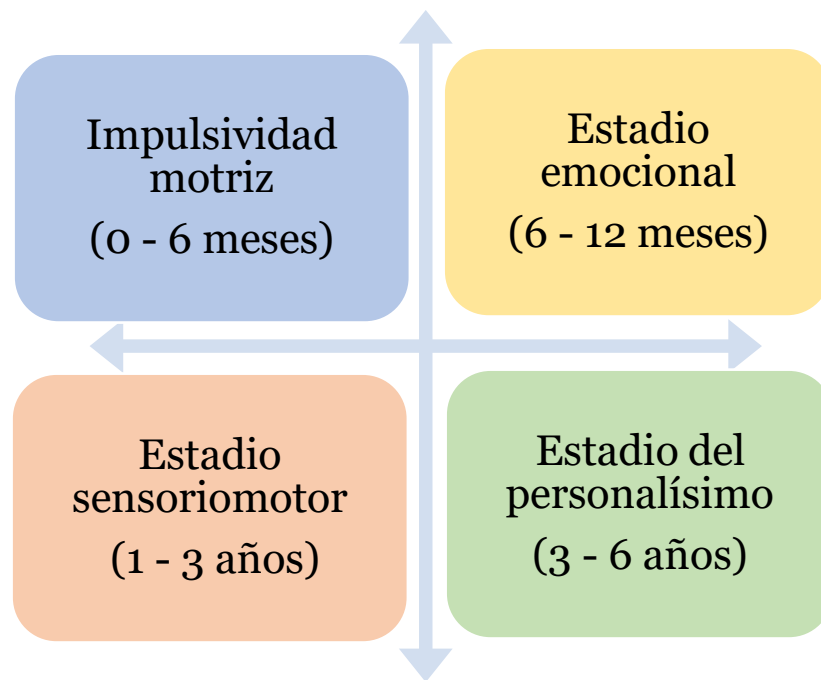 Impulsividad
motriz
(0 - 6 meses)
Estadio
emocional
(6 - 12 meses)
Estadio
sensoriomotor
(1 - 3 años)
Estadio del
personalísimo
(3 - 6 años)